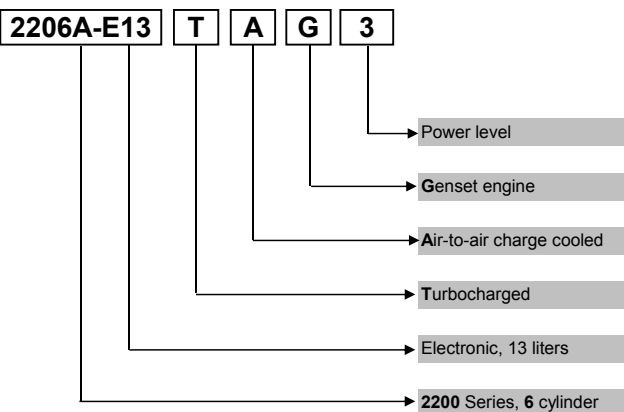 2206A-E13 T A G 3
Power level
Genset engine
Air-to-air charge cooled
Turbocharged
Electronic, 13 liters
2200 Series, 6 cylinder